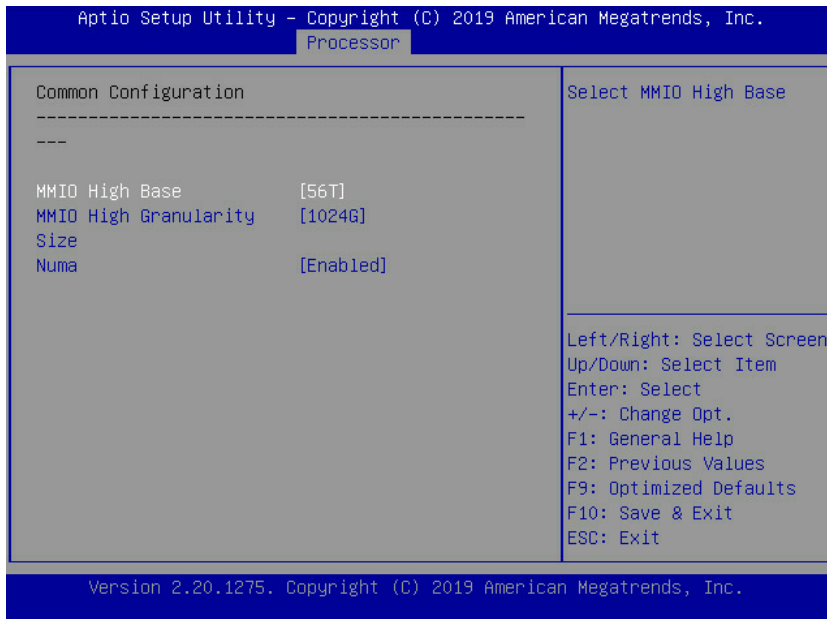 Aptio Setup Utility – Copyright (C) 2019 American Megatrends, Inc.
Processor
Common Configuration
-----------------------------------------------
---
MMIO High Base [56T]
MMIO High Granularity [1024G]
Size
Numa [Enabled]
Select MMIO High Base
Left/Right: Select Screen
Up/Down: Select Item
Enter: Select
+/-: Change Opt.
F1: General Help
F2: Previous Values
F9: Optimized Defaults
F10: Save & Exit
ESC: Exit
Version 2.20.1275. Copyright (C) 2019 American Megatrends, Inc.